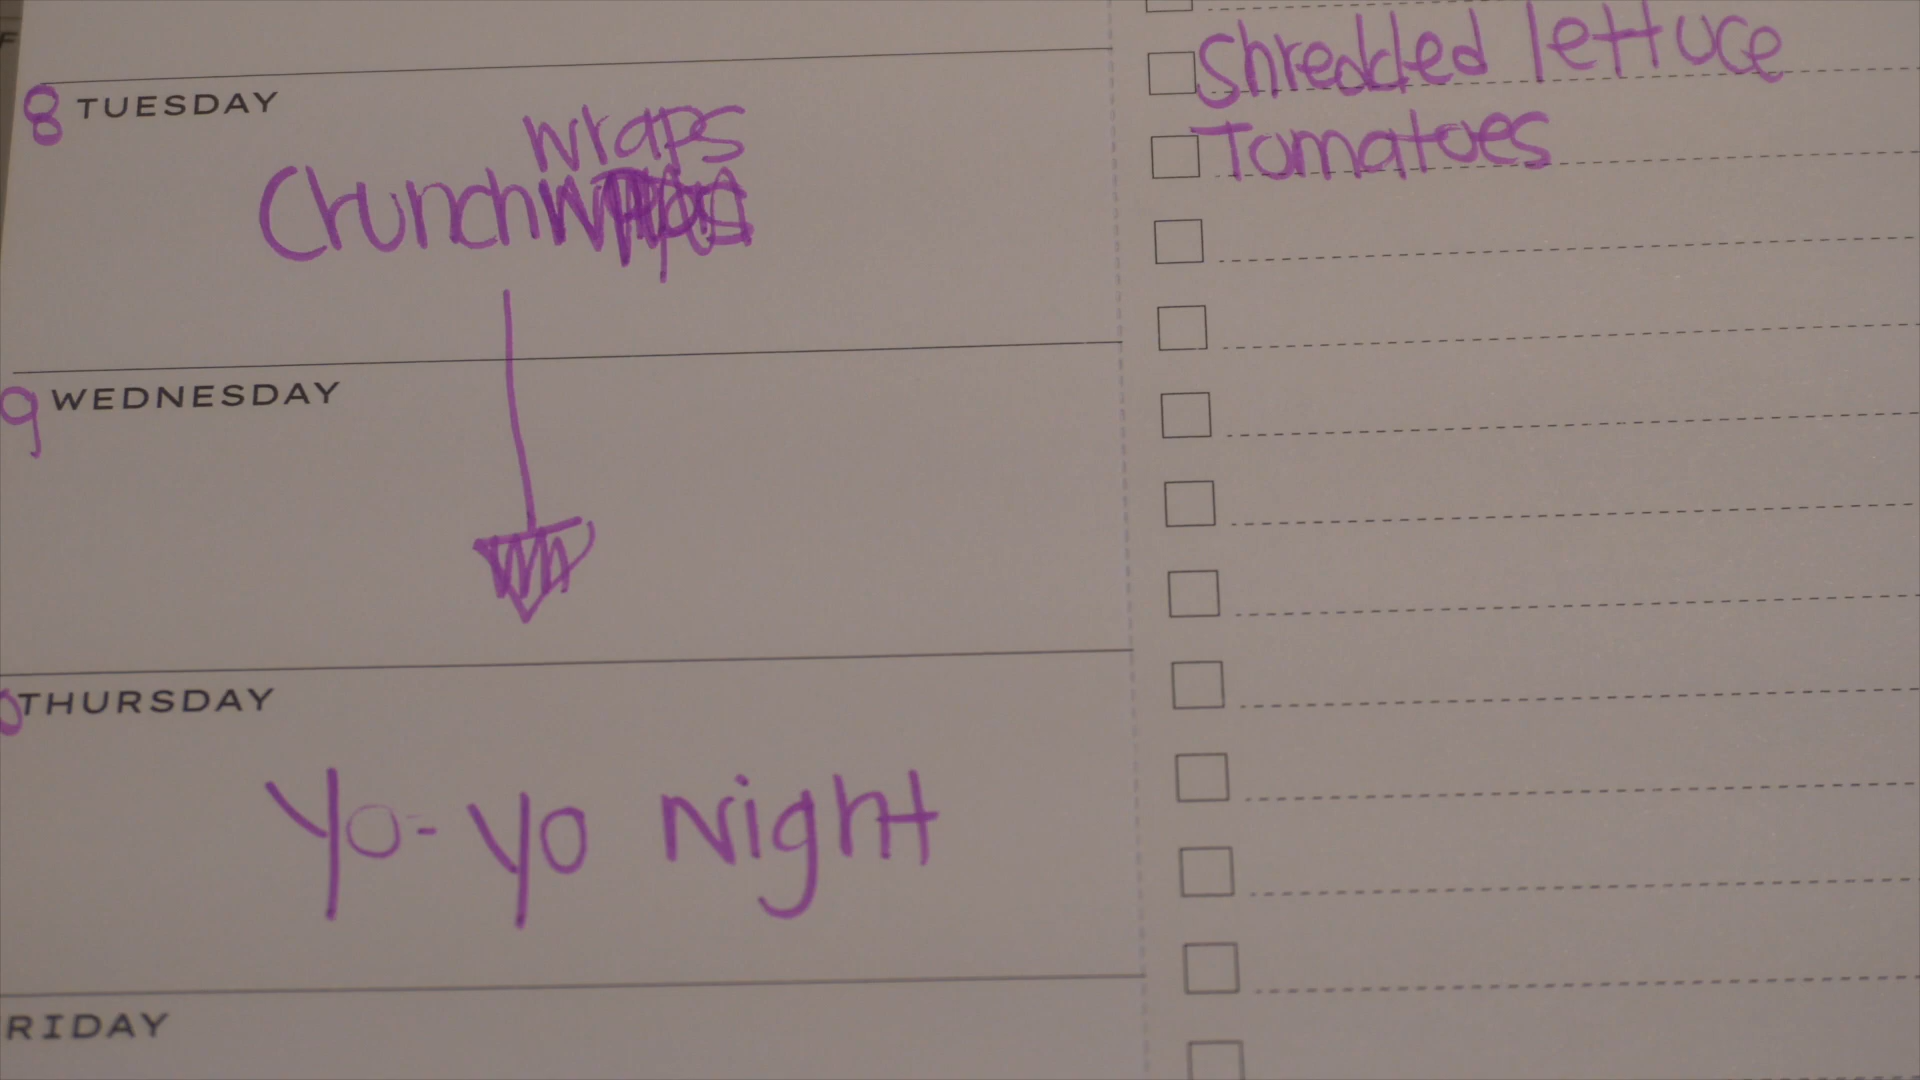 8 TUESDAY
wraps
Crunch
9 WEDNESDAY
THURSDAY
Yo-Yo Night
RIDAY
Shredded lettuce
Tomatoes